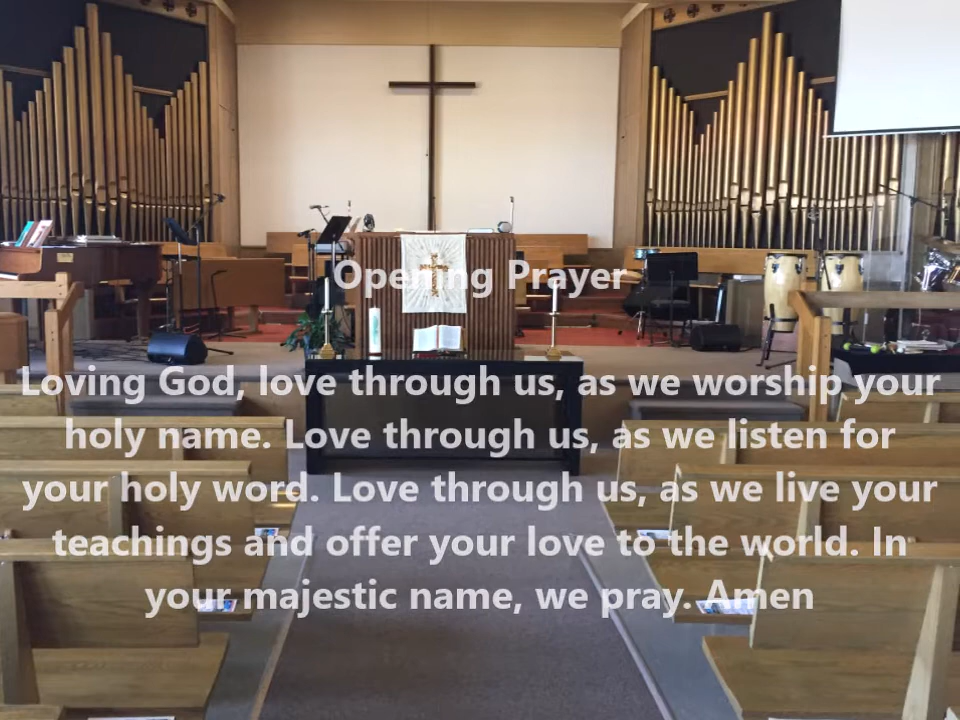 Opening Prayer
Loving God, love through us, as we worship your
holy name. Love through us, as we listen for
your holy word. Love through us, as we live your
teachings and offer your love to the world. In
your majestic name, we pray. Amen